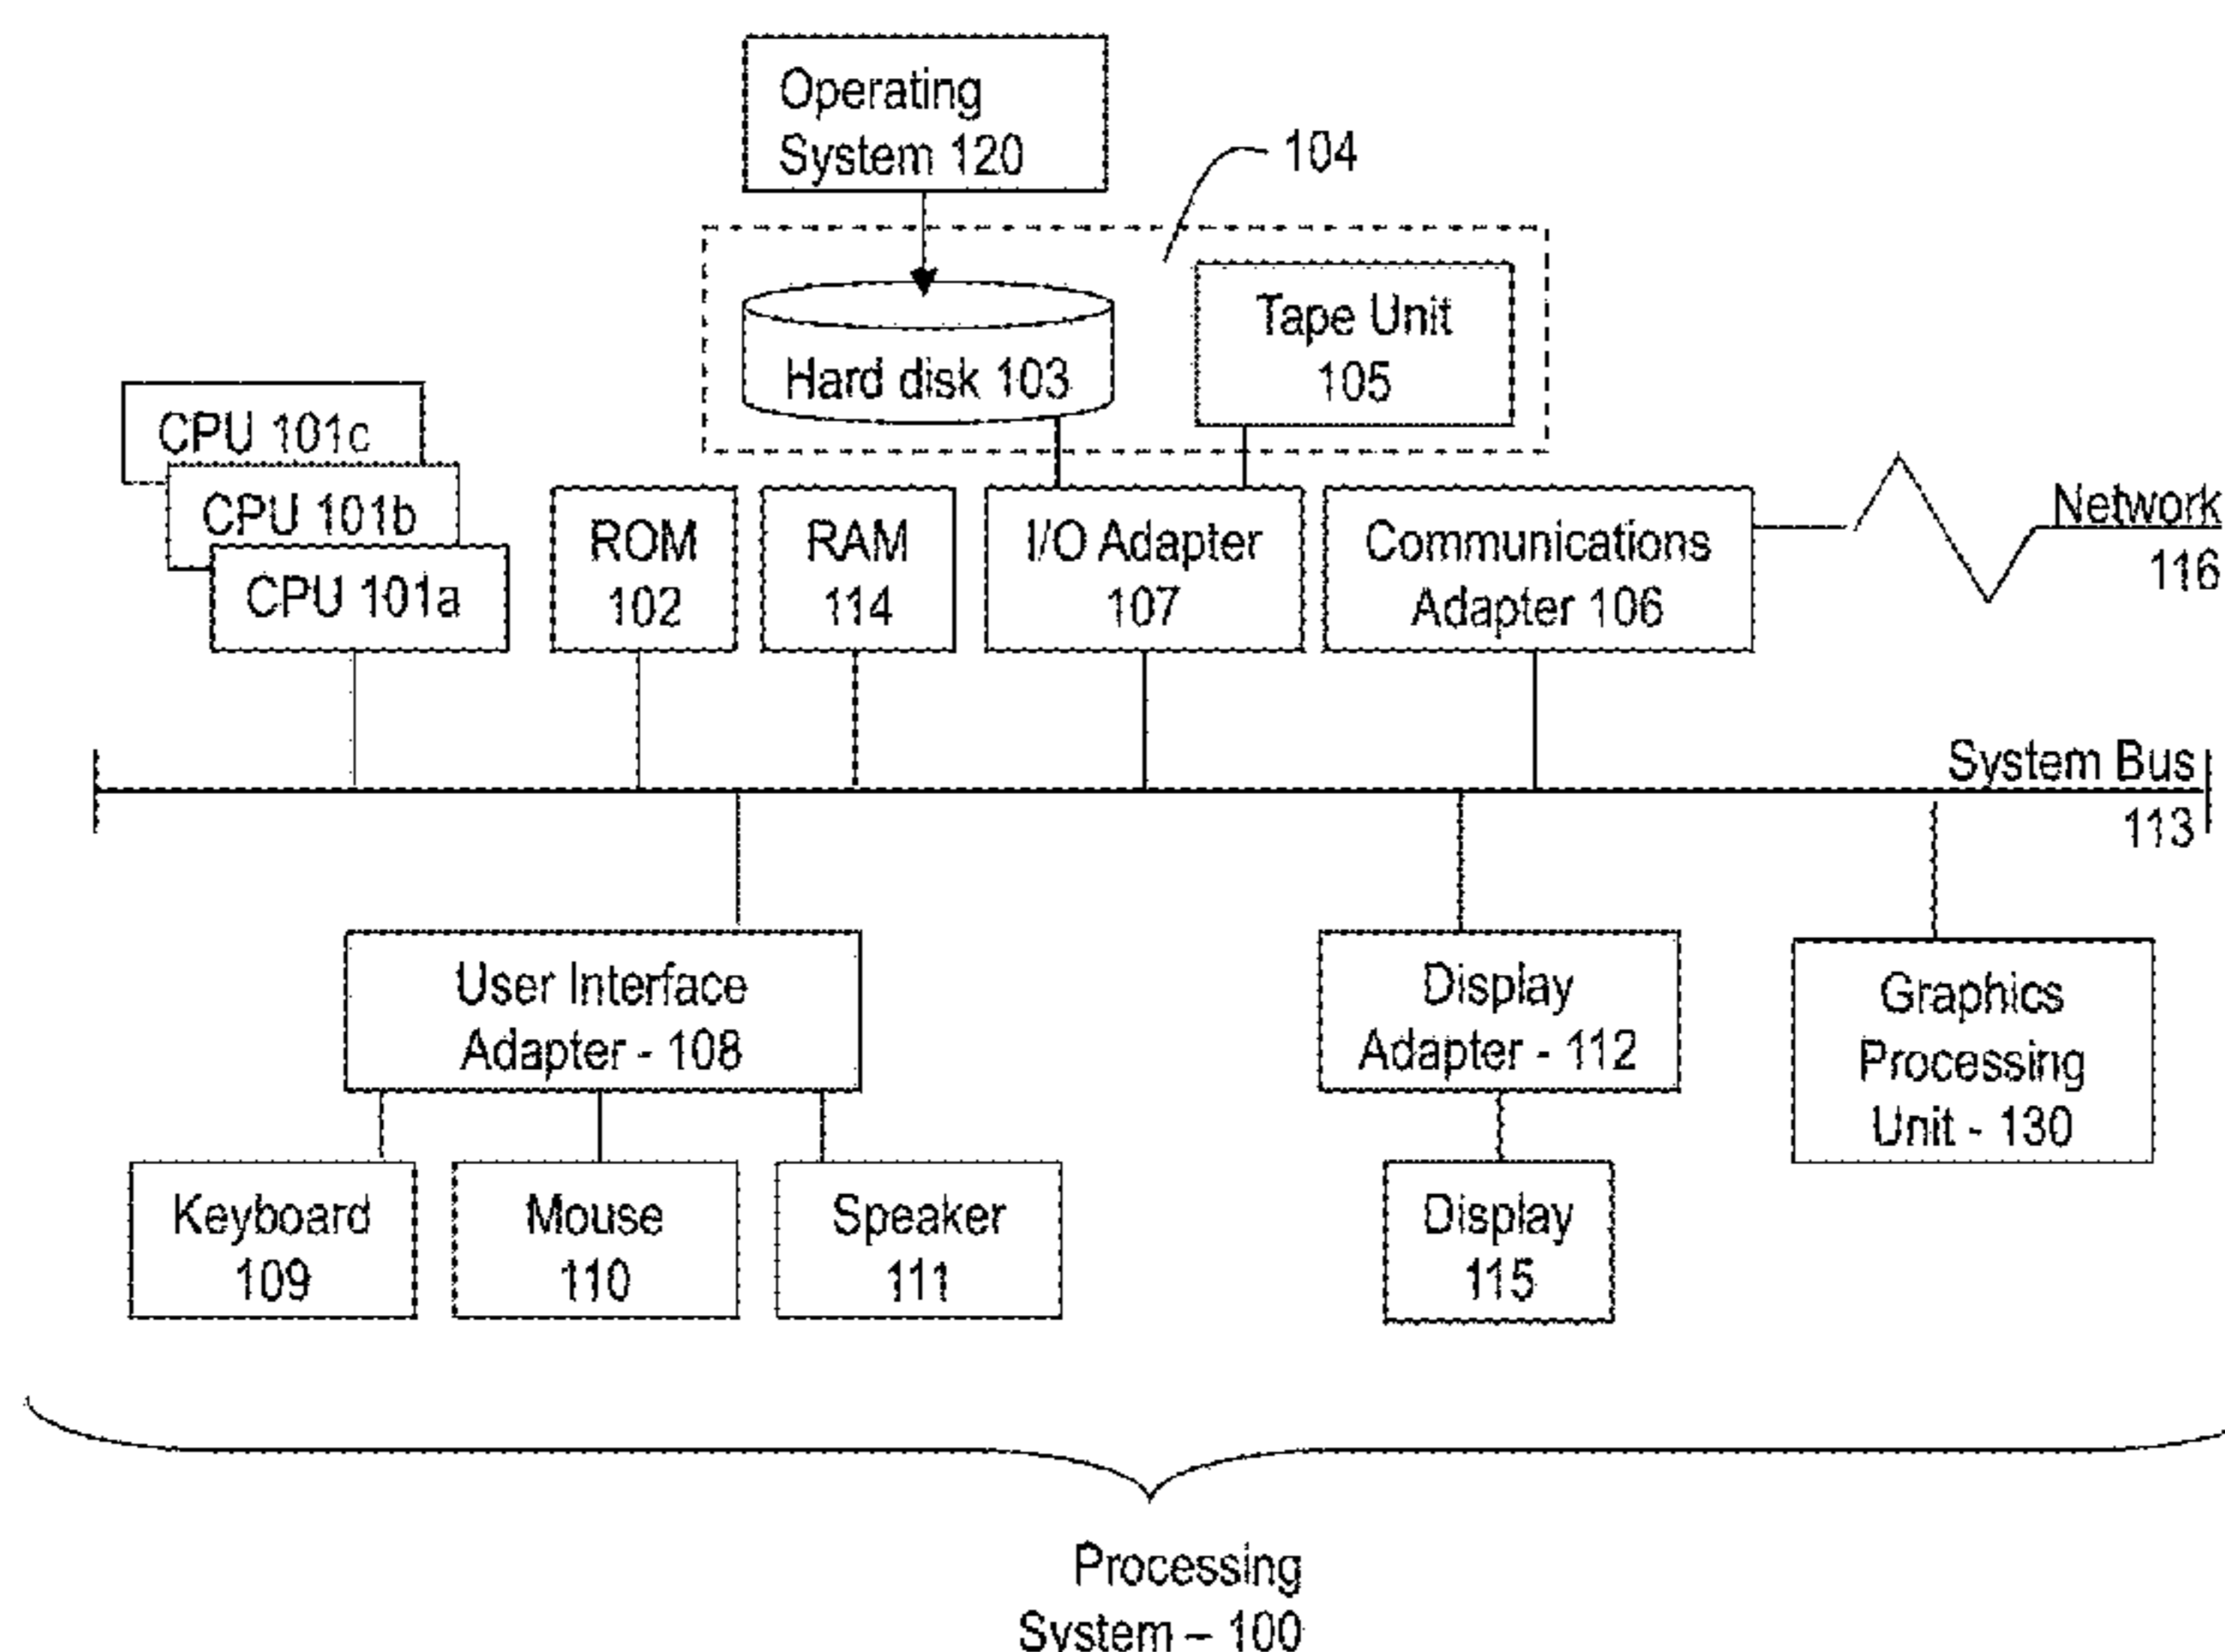 Operating
System 120
104
Hard disk 103
Tape Unit
105
CPU 101c
CPU 101b
CPU 101a
ROM
102
RAM
114
I/O Adapter
107
Communications
Adapter 106
Network
116
System Bus
113
User Interface
Adapter - 108
Display
Adapter - 112
Graphics
Processing
Unit - 130
Keyboard
109
Mouse
110
Speaker
111
Display
115
Processing
System – 100